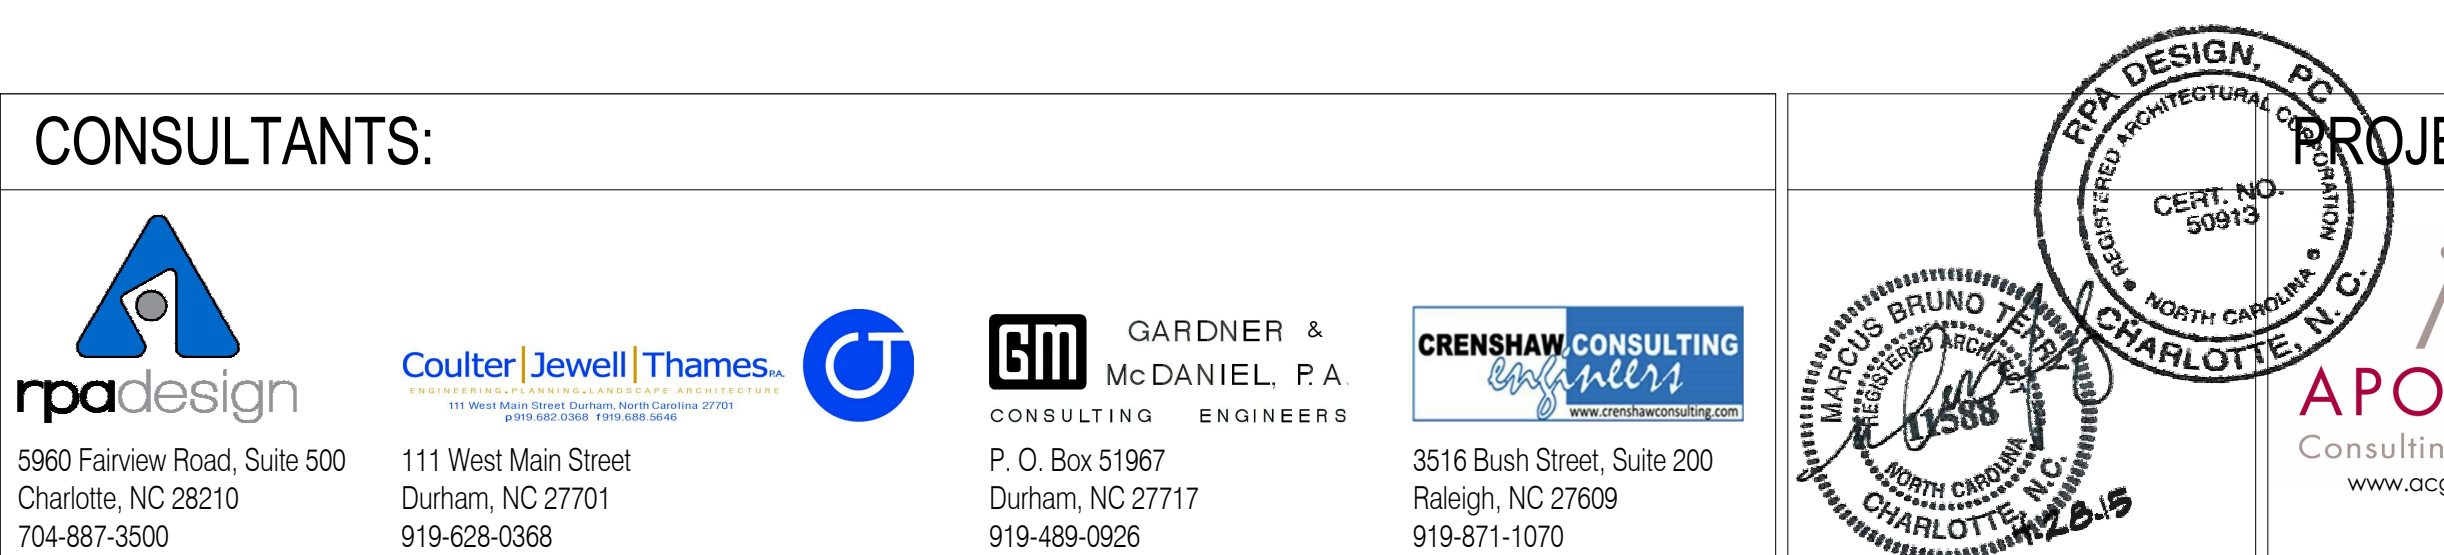 CONSULTANTS:
rpadesign
5960 Fairview Road, Suite 500
Charlotte, NC 28210
704-887-3500
Coulter|Jewell|Thames P.A.
ENGINEERING.PLANNING.LANDSCAPE ARCHITECTURE
111 West Main Street Durham, North Carolina 27701
p 919.682.0368 f 919.688.5646
CJT
111 West Main Street
Durham, NC 27701
919-628-0368
GM
GARDNER &
McDANIEL, P.A.
CONSULTING ENGINEERS
P. O. Box 51967
Durham, NC 27717
919-489-0926
CRENSHAW CONSULTING
engineers
www.crenshawconsulting.com
3516 Bush Street, Suite 200
Raleigh, NC 27609
919-871-1070
RPA DESIGN, PC
REGISTERED ARCHITECTURAL CORPORATION
CERT. NO.
50913
NORTH CAROLINA
CHARLOTTE, N. C.
MARCUS BRUNO TERRY
REGISTERED ARCHITECT
11588
NORTH CAROLINA
CHARLOTTE, N.C.
PROJE
APO
Consultin
www.acg